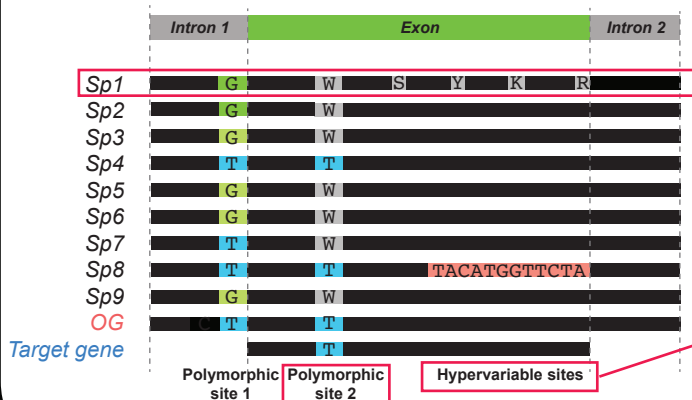 Intron 1 Exon Intron 2
Sp1 G W S Y K R
Sp2 G W
Sp3 G W
Sp4 T T
Sp5 G W
Sp6 G W
Sp7 T W
Sp8 T T TACATGGTTCTA
Sp9 G W
OG C T T
Target gene T
Polymorphic Polymorphic Hypervariable sites
site 1 site 2